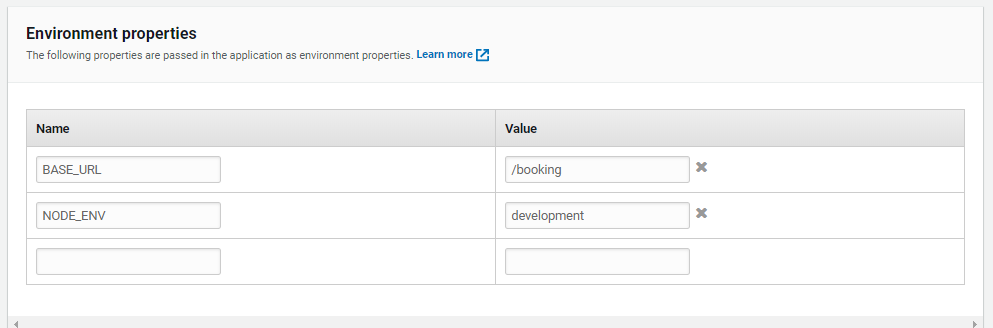 Environment properties
The following properties are passed in the application as environment properties. Learn more
Name Value
BASE_URL /booking
NODE_ENV development